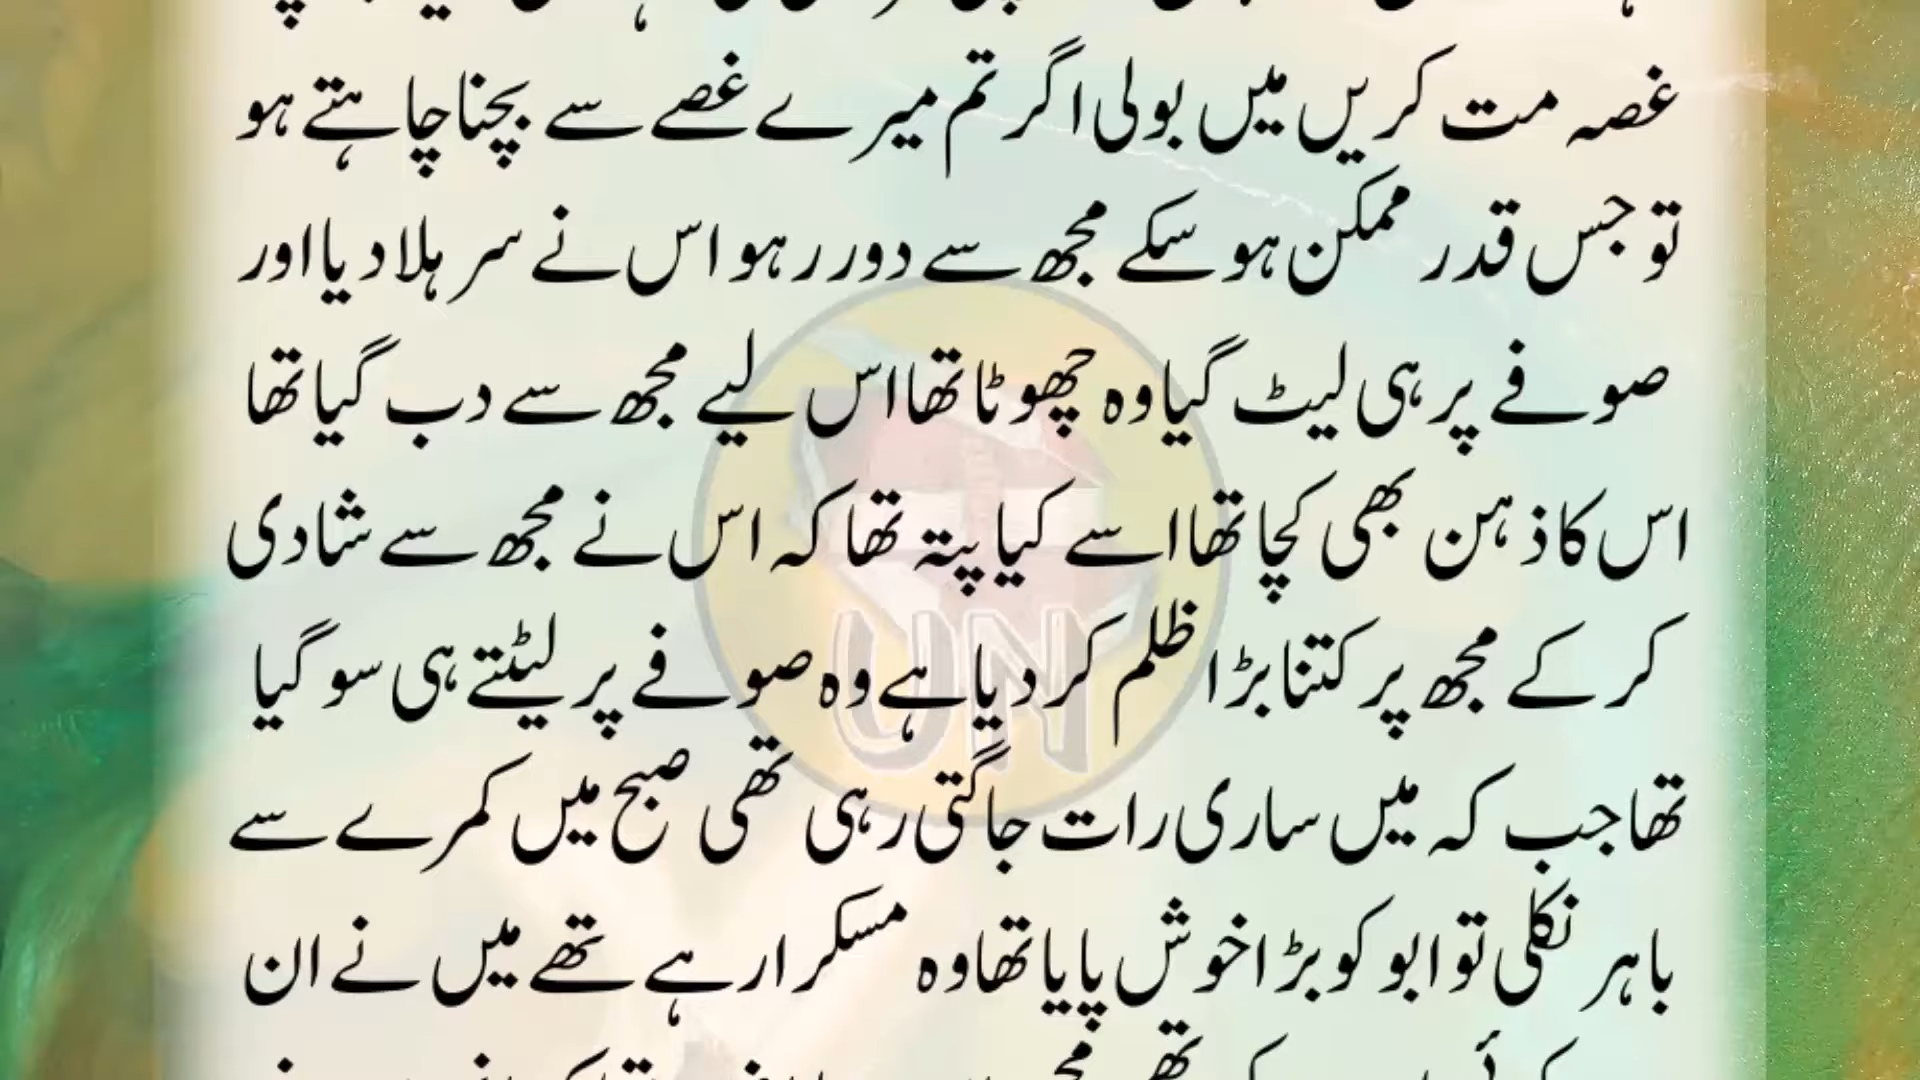 غصہ مت کریں میں بولی اگر تم میرے غصے سے بچنا چاہتے ہو
تو جس قدر ممکن ہو سکے مجھ سے دور رہو اس نے سر ہلا دیا اور
صوفے پر ہی لیٹ گیا وہ چھوٹا تھا اس لیے مجھ سے دب گیا تھا
اس کا ذہن بھی کچا تھا اسے کیا پتہ تھا کہ اس نے مجھ سے شادی
کر کے مجھ پر کتنا بڑا ظلم کر دیا ہے وہ صوفے پر لیٹتے ہی سو گیا
تھا جب کہ میں ساری رات جاگتی رہی تھی صبح میں کمرے سے
باہر نکلی تو ابو کو بڑا خوش پایا تھا وہ مسکرا رہے تھے میں نے ان
UN